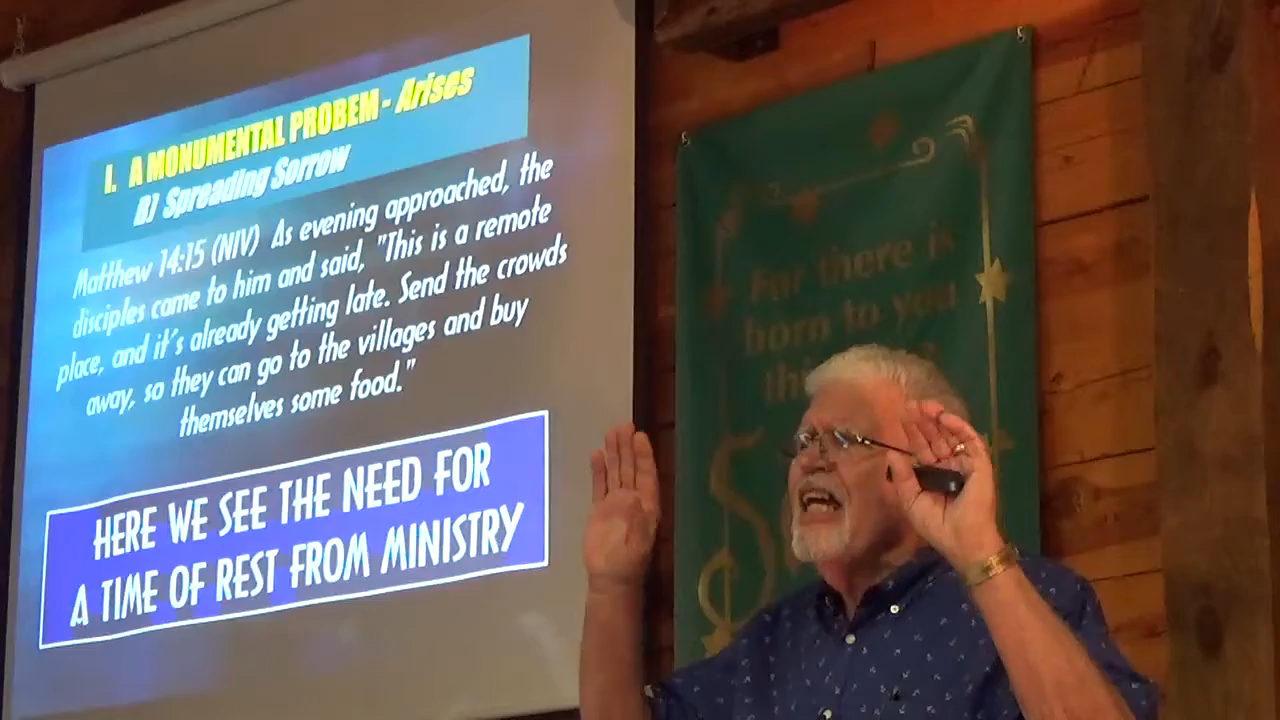 I. A MONUMENTAL PROBEM - Arises
B) Spreading Sorrow
Matthew 14:15 (NIV) As evening approached, the
disciples came to him and said, "This is a remote
place, and it's already getting late. Send the crowds
away, so they can go to the villages and buy
themselves some food."
HERE WE SEE THE NEED FOR
A TIME OF REST FROM MINISTRY
For there is
born to you